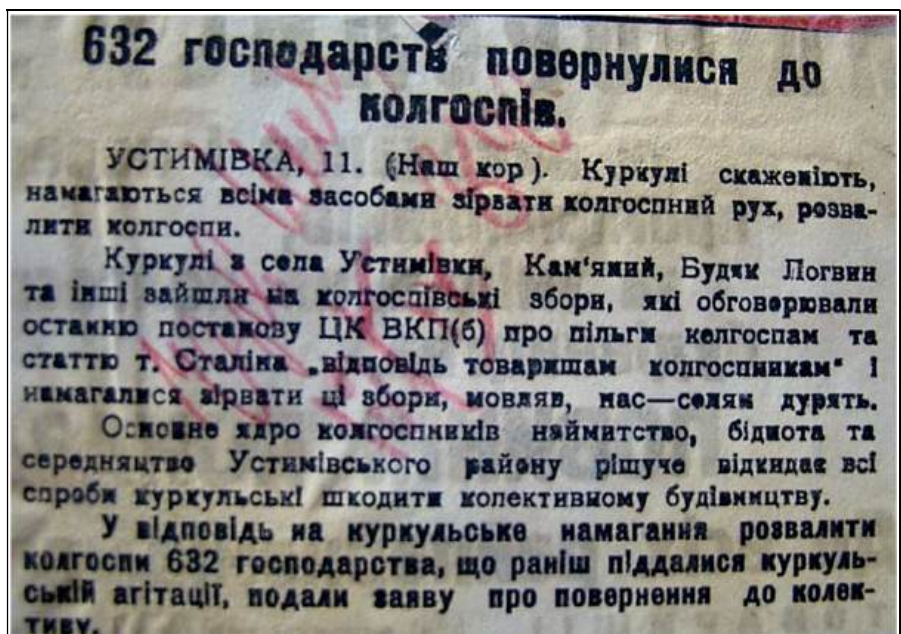 632 господарств повернулися до
колгоспів.
УСТИМІВКА, 11. (Наш кор). Куркулі скаженіють,
намагаються всіма засобами зірвати колгоспний рух, розва-
лити колгоспи.
Куркулі з села Устимівки, Кам'яний, Будяк Логвин
та інші зайшли на колгоспівські збори, які обговорювали
останню постанову ЦК ВКП(б) про пільги колгоспам та
статтю т. Сталіна „відповідь товаришам колгоспникам" і
намагалися зірвати ці збори, мовляв, нас—селян дурять.
Основне ядро колгоспників наймитство, біднота та
середняцтво Устимівського району рішуче відкидає всі
спроби куркульські шкодити колективному будівництву.
У відповідь на куркульське намагання розвалити
колгоспи 632 господарства, що раніш піддалися куркуль-
ській агітації, подали заяву про повернення до колек-
тиву.